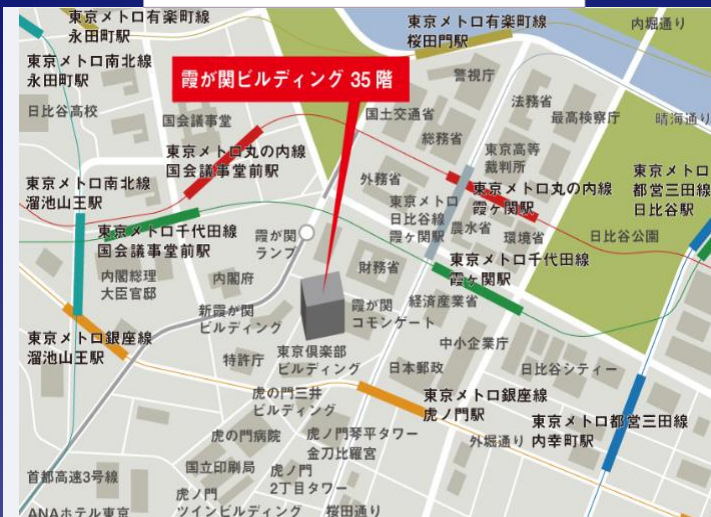 東京メトロ有楽町線
永田町駅
東京メトロ有楽町線
桜田門駅
内堀通り
東京メトロ南北線
永田町駅
霞が関ビルディング 35 階
警視庁
日比谷高校
国会議事堂
国土交通省
法務省
最高検察庁
晴海通り
総務省
東京メトロ丸の内線
国会議事堂前駅
東京高等
裁判所
東京メトロ
都営三田線
日比谷駅
東京メトロ南北線
溜池山王駅
外務省
東京メトロ丸の内線
霞ヶ関駅
東京メトロ
日比谷線
霞ヶ関駅
農水省
環境省
日比谷公園
東京メトロ千代田線
国会議事堂前駅
霞が関
ランプ
東京メトロ千代田線
霞ヶ関駅
内閣総理
大臣官邸
内閣府
財務省
新霞が関
ビルディング
霞が関
コモンゲート
経済産業省
東京メトロ銀座線
溜池山王駅
特許庁
東京倶楽部
ビルディング
中小企業庁
日本郵政
日比谷シティー
虎の門三井
ビルディング
東京メトロ銀座線
虎ノ門駅
東京メトロ都営三田線
内幸町駅
虎の門病院
虎ノ門琴平タワー
金刀比羅宮
外堀通り
首都高速3号線
国立印刷局
虎ノ門
2丁目タワー
ANAホテル東京
虎ノ門
ツインビルディング
桜田通り